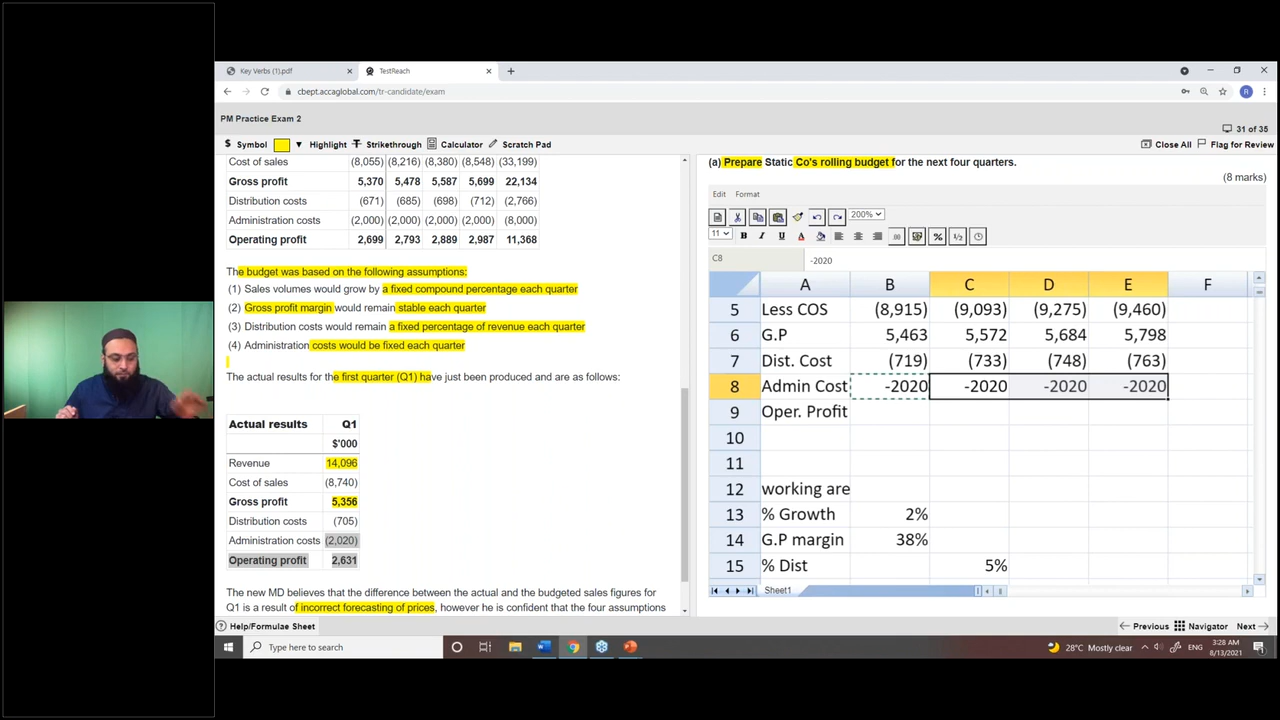 Key Verbs (1).pdf
TestReach
cbept.accaglobal.com/tr-candidate/exam
PM Practice Exam 2
31 of 35
$ Symbol Highlight Strikethrough Calculator Scratch Pad
Close All Flag for Review
Cost of sales (8,055) (8,216) (8,380) (8,548) (33,199)
Gross profit 5,370 5,478 5,587 5,699 22,134
Distribution costs (671) (685) (698) (712) (2,766)
Administration costs (2,000) (2,000) (2,000) (2,000) (8,000)
Operating profit 2,699 2,793 2,889 2,987 11,368
The budget was based on the following assumptions:
(1) Sales volumes would grow by a fixed compound percentage each quarter
(2) Gross profit margin would remain stable each quarter
(3) Distribution costs would remain a fixed percentage of revenue each quarter
(4) Administration costs would be fixed each quarter
The actual results for the first quarter (Q1) have just been produced and are as follows:
Actual results Q1
$'000
Revenue 14,096
Cost of sales (8,740)
Gross profit 5,356
Distribution costs (705)
Administration costs (2,020)
Operating profit 2,631
The new MD believes that the difference between the actual and the budgeted sales figures for
Q1 is a result of incorrect forecasting of prices, however he is confident that the four assumptions
(a) Prepare Static Co's rolling budget for the next four quarters.
(8 marks)
Edit Format
200%
11 B I U A .00 % 1/2
C8 -2020
A B C D E F
5 Less COS (8,915) (9,093) (9,275) (9,460)
6 G.P 5,463 5,572 5,684 5,798
7 Dist. Cost (719) (733) (748) (763)
8 Admin Cost -2020 -2020 -2020 -2020
9 Oper. Profit
10
11
12 working are
13 % Growth 2%
14 G.P margin 38%
15 % Dist 5%
Sheet1
Help/Formulae Sheet
Previous Navigator Next
Type here to search
28°C Mostly clear
ENG
3:28 AM
8/13/2021